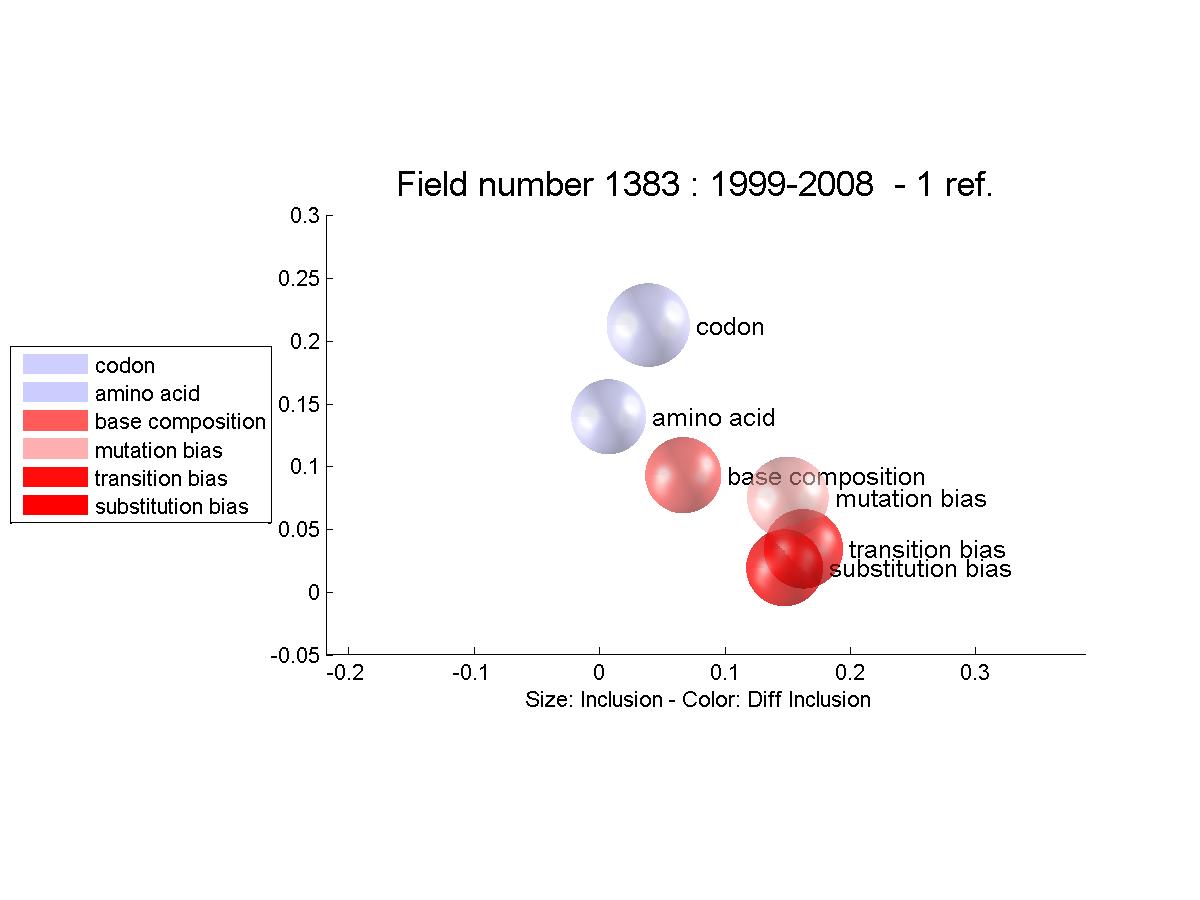 Field number 1383 : 1999-2008 - 1 ref.
0.3
0.25
0.2
0.15
0.1
0.05
0
-0.05
-0.2
-0.1
0
0.1
0.2
0.3
Size: Inclusion - Color: Diff Inclusion
codon
amino acid
base composition
mutation bias
transition bias
substitution bias
codon
amino acid
base composition
mutation bias
transition bias
substitution bias